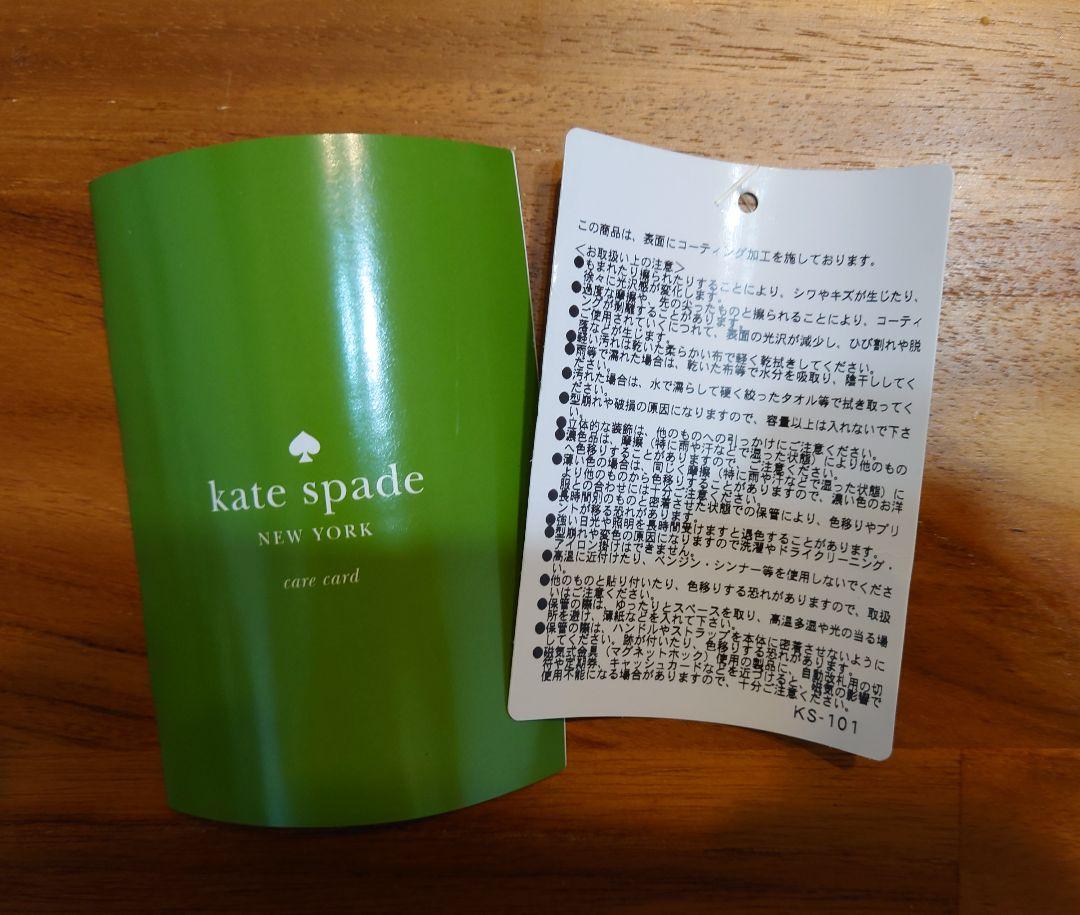 kate spade
NEW YORK
care card
この商品は、表面にコーティング加工を施しております。
＜お取扱い上の注意＞
●もまれたり擦られたりすることにより、シワやキズが生じたり、
徐々に光沢感が変化します。
●過度な摩擦や、先の尖ったものと擦られることにより、コーティ
ングが剥離することがあります。
●ご使用されていくにつれて、表面の光沢が減少し、ひび割れや脱
落などが生じます。
●軽い汚れは乾いた柔らかい布で軽く乾拭きしてください。
●雨等で濡れた場合は、乾いた布等で水分を吸取り、陰干ししてく
ださい。
●汚れた場合は、水で濡らして硬く絞ったタオル等で拭き取ってく
ださい。
●型崩れや破損の原因になりますので、容量以上は入れないで下さ
い。
●立体的な装飾は、他のものへの引っかけにご注意ください。
●濃色品は、摩擦（特に雨や汗などで湿った状態）により他のもの
へ色移りすることがありますので、ご注意ください。
●薄い色の場合は、同じく摩擦（特に雨や汗などで湿った状態）に
より他のものから色移りすることがありますので、濃い色のお洋
服との合わせには十分ご注意ください。
●長時間別のものと密着させた状態での保管により、色移りやプリ
ントが移る恐れがあります。
●強い日光や照明を長時間受けますと退色することがあります。
●型崩れや変色の原因になりますので洗濯やドライクリーニング・
アイロン掛けはできません。
●高温に近付けたり、ベンジン・シンナー等を使用しないでくださ
い。
●他のものと貼り付いたり、色移りする恐れがありますので、取扱
いはご注意ください。
●保管の際は、ゆったりとスペースを取り、高温多湿や光の当る場
所を避け、薄紙などを入れて下さい。
●保管の際は、ハンドルやストラップを本体に密着させないように
してください。跡が付いたり、色移りする恐れがあります。
●磁気式金具（マグネットホック）使用の製品に、自動改札用の切
符や定期券、キャッシュカードなどを近づけると、磁気の影響で
使用不能になる場合がありますので、十分ご注意ください。
KS-101